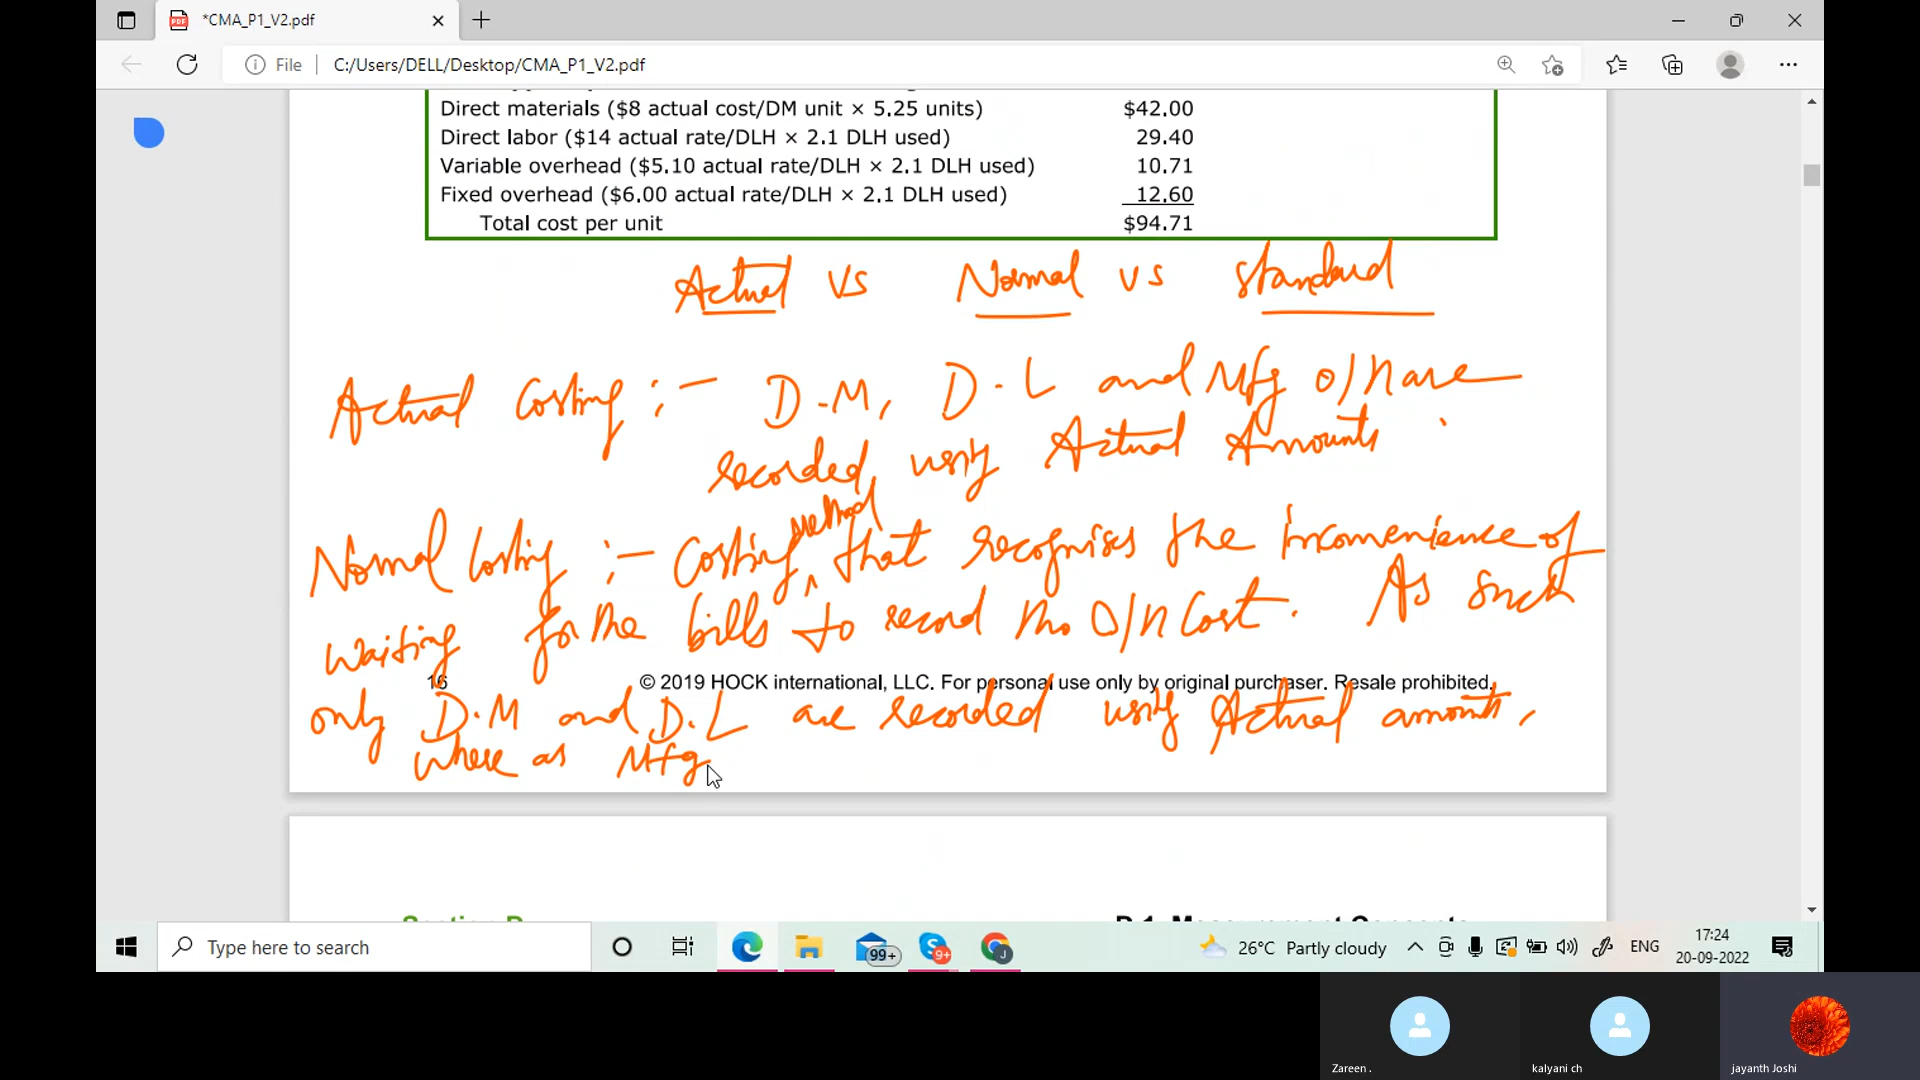 *CMA_P1_V2.pdf
File
C:/Users/DELL/Desktop/CMA_P1_V2.pdf
Direct materials ($8 actual cost/DM unit × 5.25 units) $42.00
Direct labor ($14 actual rate/DLH × 2.1 DLH used) 29.40
Variable overhead ($5.10 actual rate/DLH × 2.1 DLH used) 10.71
Fixed overhead ($6.00 actual rate/DLH × 2.1 DLH used) 12.60
Total cost per unit $94.71
Actual vs Normal vs Standard
Actual Costing :- D.M, D.L and Mfg O/H are
recorded using Actual Amounts.
method
Normal Costing :- Costing ^ that recognises the inconvenience of
waiting for the bills to record the O/H Cost. As such
16 © 2019 HOCK international, LLC. For personal use only by original purchaser. Resale prohibited.
only D.M and D.L are recorded using Actual amounts,
where as Mfg
Type here to search
99+
9+
26°C Partly cloudy
ENG
17:24
20-09-2022
Zareen .
kalyani ch
jayanth Joshi